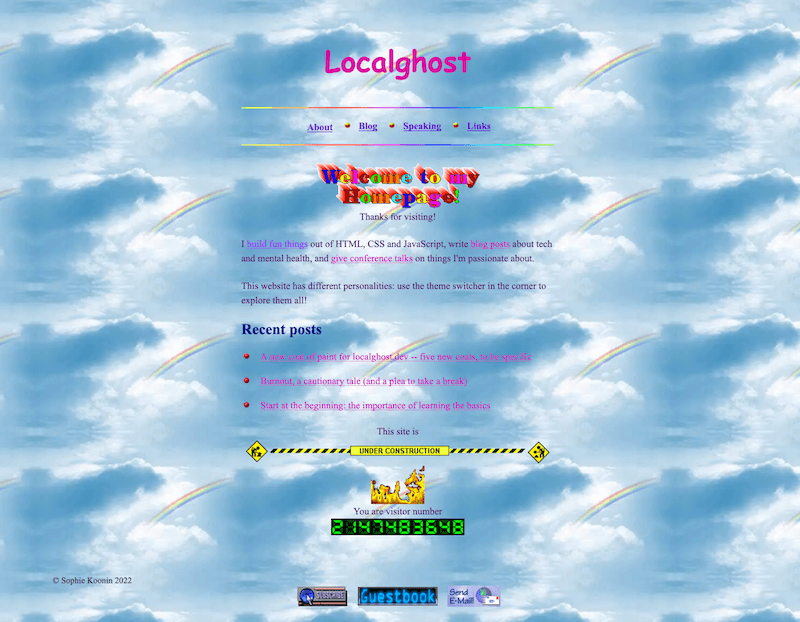 Localghost
About Blog Speaking Links
Welcome to my
Homepage!
Thanks for visiting!
I build fun things out of HTML, CSS and JavaScript, write blog posts about tech
and mental health, and give conference talks on things I'm passionate about.
This website has different personalities: use the theme switcher in the corner to
explore them all!
Recent posts
A new coat of paint for localghost.dev -- five new coats, to be specific
Burnout, a cautionary tale (and a plea to take a break)
Start at the beginning: the importance of learning the basics
This site is
UNDER CONSTRUCTION
You are visitor number
2147483648
© Sophie Koonin 2022
SUBSCRIBE Guestbook Send
E-Mail!